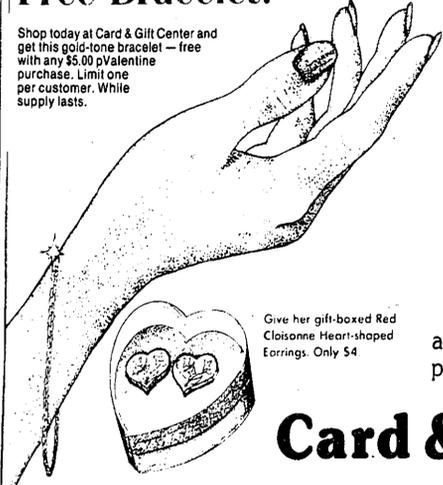 Free Bracelet.
Shop today at Card & Gift Center and
get this gold-tone bracelet — free
with any $5.00 pValentine
purchase. Limit one
per customer. While
supply lasts.
Give her gift-boxed Red
Cloisonne Heart-shaped
Earrings. Only $4
a
p
Card &